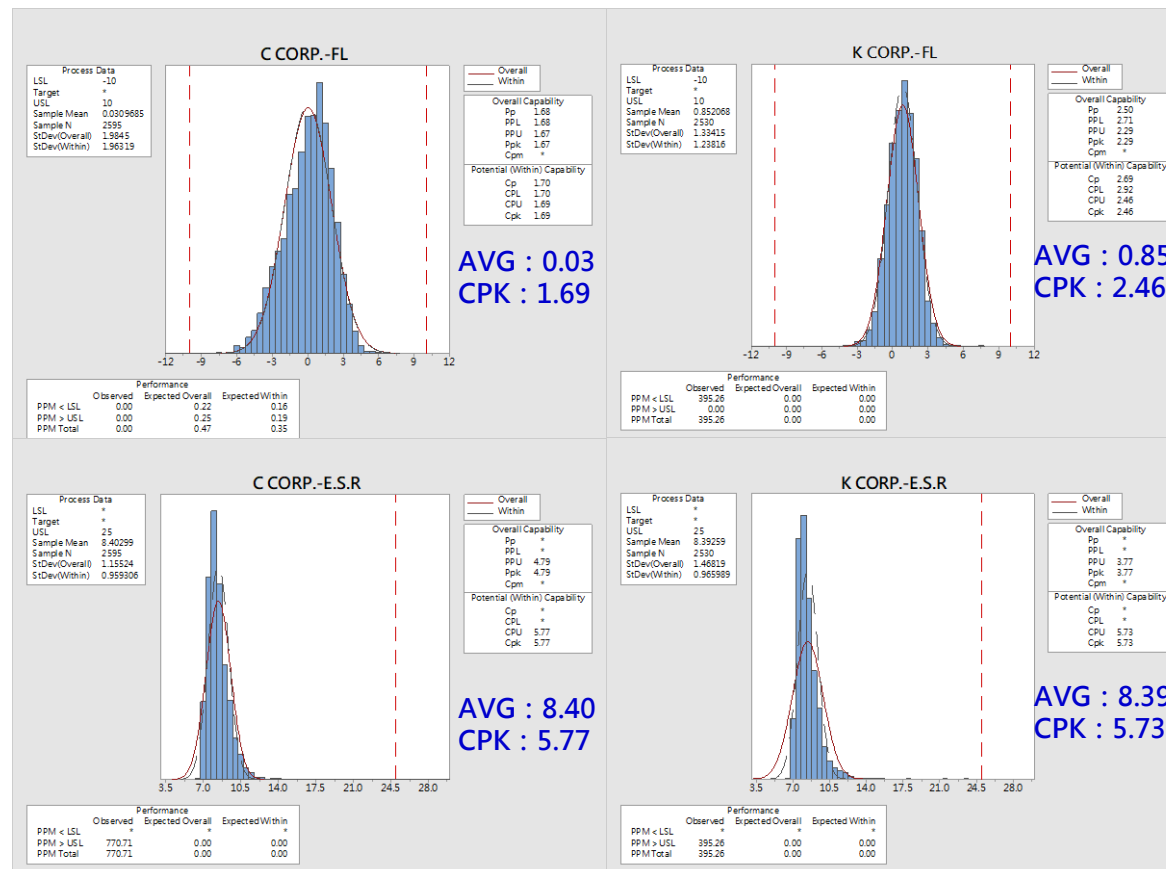 C CORP.-FL
Process Data
LSL -10
Target *
USL 10
Sample Mean 0.0309685
Sample N 2595
StDev(Overall) 1.9845
StDev(Within) 1.96319
Overall
Within
Overall Capability
Pp 1.68
PPL 1.68
PPU 1.67
Ppk 1.67
Cpm *
Potential (Within) Capability
Cp 1.70
CPL 1.70
CPU 1.69
Cpk 1.69
AVG : 0.03
CPK : 1.69
-12 -9 -6 -3 0 3 6 9 12
Performance
Observed Expected Overall Expected Within
PPM < LSL 0.00 0.22 0.16
PPM > USL 0.00 0.25 0.19
PPM Total 0.00 0.47 0.35
K CORP.-FL
Process Data
LSL -10
Target *
USL 10
Sample Mean 0.852068
Sample N 2530
StDev(Overall) 1.33415
StDev(Within) 1.23816
Overall
Within
Overall Capability
Pp 2.50
PPL 2.71
PPU 2.29
Ppk 2.29
Cpm *
Potential (Within) Capability
Cp 2.69
CPL 2.92
CPU 2.46
Cpk 2.46
AVG : 0.85
CPK : 2.46
-12 -9 -6 -3 0 3 6 9 12
Performance
Observed Expected Overall Expected Within
PPM < LSL 395.26 0.00 0.00
PPM > USL 0.00 0.00 0.00
PPM Total 395.26 0.00 0.00
C CORP.-E.S.R
Process Data
LSL *
Target *
USL 25
Sample Mean 8.40299
Sample N 2595
StDev(Overall) 1.15524
StDev(Within) 0.959306
Overall
Within
Overall Capability
Pp *
PPL *
PPU 4.79
Ppk 4.79
Cpm *
Potential (Within) Capability
Cp *
CPL *
CPU 5.77
Cpk 5.77
AVG : 8.40
CPK : 5.77
3.5 7.0 10.5 14.0 17.5 21.0 24.5 28.0
Performance
Observed Expected Overall Expected Within
PPM < LSL * * *
PPM > USL 770.71 0.00 0.00
PPM Total 770.71 0.00 0.00
K CORP.-E.S.R
Process Data
LSL *
Target *
USL 25
Sample Mean 8.39259
Sample N 2530
StDev(Overall) 1.46819
StDev(Within) 0.965989
Overall
Within
Overall Capability
Pp *
PPL *
PPU 3.77
Ppk 3.77
Cpm *
Potential (Within) Capability
Cp *
CPL *
CPU 5.73
Cpk 5.73
AVG : 8.39
CPK : 5.73
3.5 7.0 10.5 14.0 17.5 21.0 24.5 28.0
Performance
Observed Expected Overall Expected Within
PPM < LSL * * *
PPM > USL 395.26 0.00 0.00
PPM Total 395.26 0.00 0.00